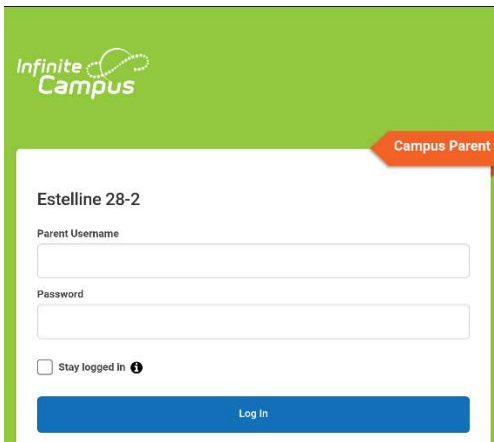 Infinite
Campus
Campus Parent
Estelline 28-2
Parent Username
Password
Stay logged in
Log In